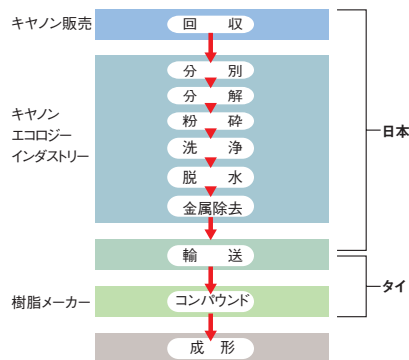 キヤノン販売
回 収
キヤノン
エコロジー
インダストリー
分 別
分 解
粉 砕
洗 浄
脱 水
金属除去
日本
輸 送
樹脂メーカー
コンパウンド
タイ
成 形